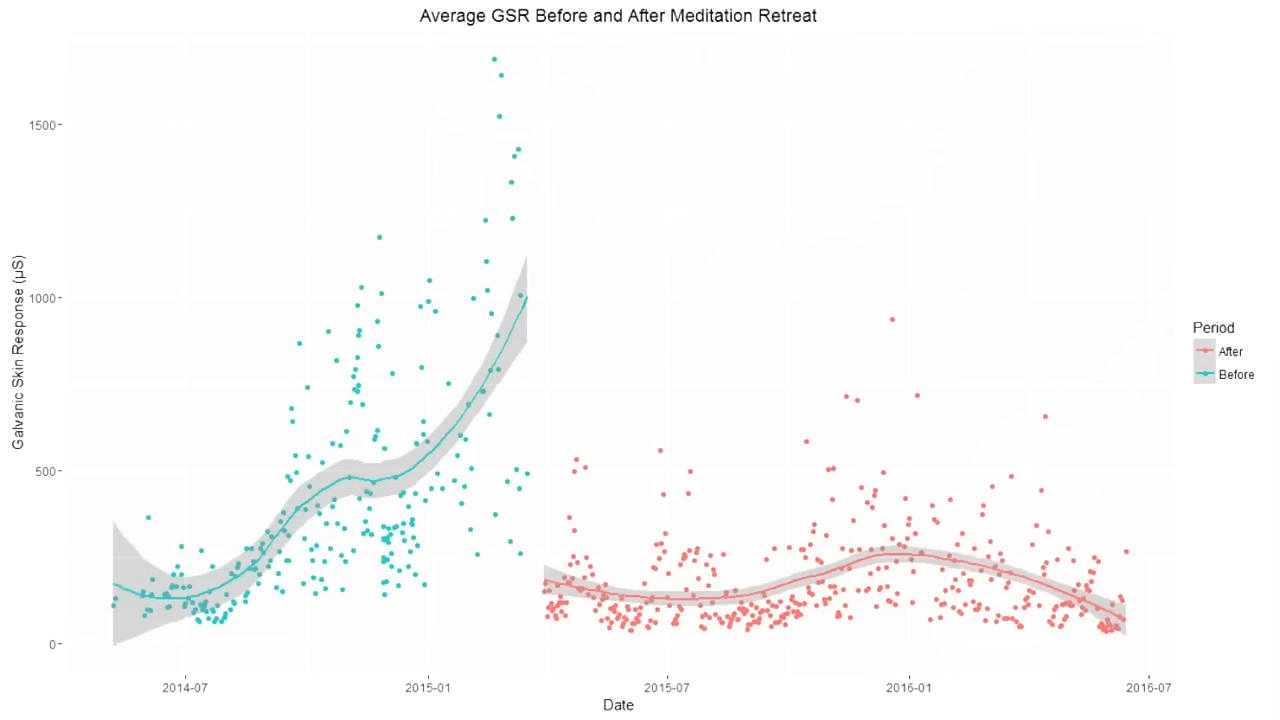 Average GSR Before and After Meditation Retreat
Galvanic Skin Response (µS)
1500
1000
500
0
2014-07
2015-01
2015-07
2016-01
2016-07
Date
Period
After
Before